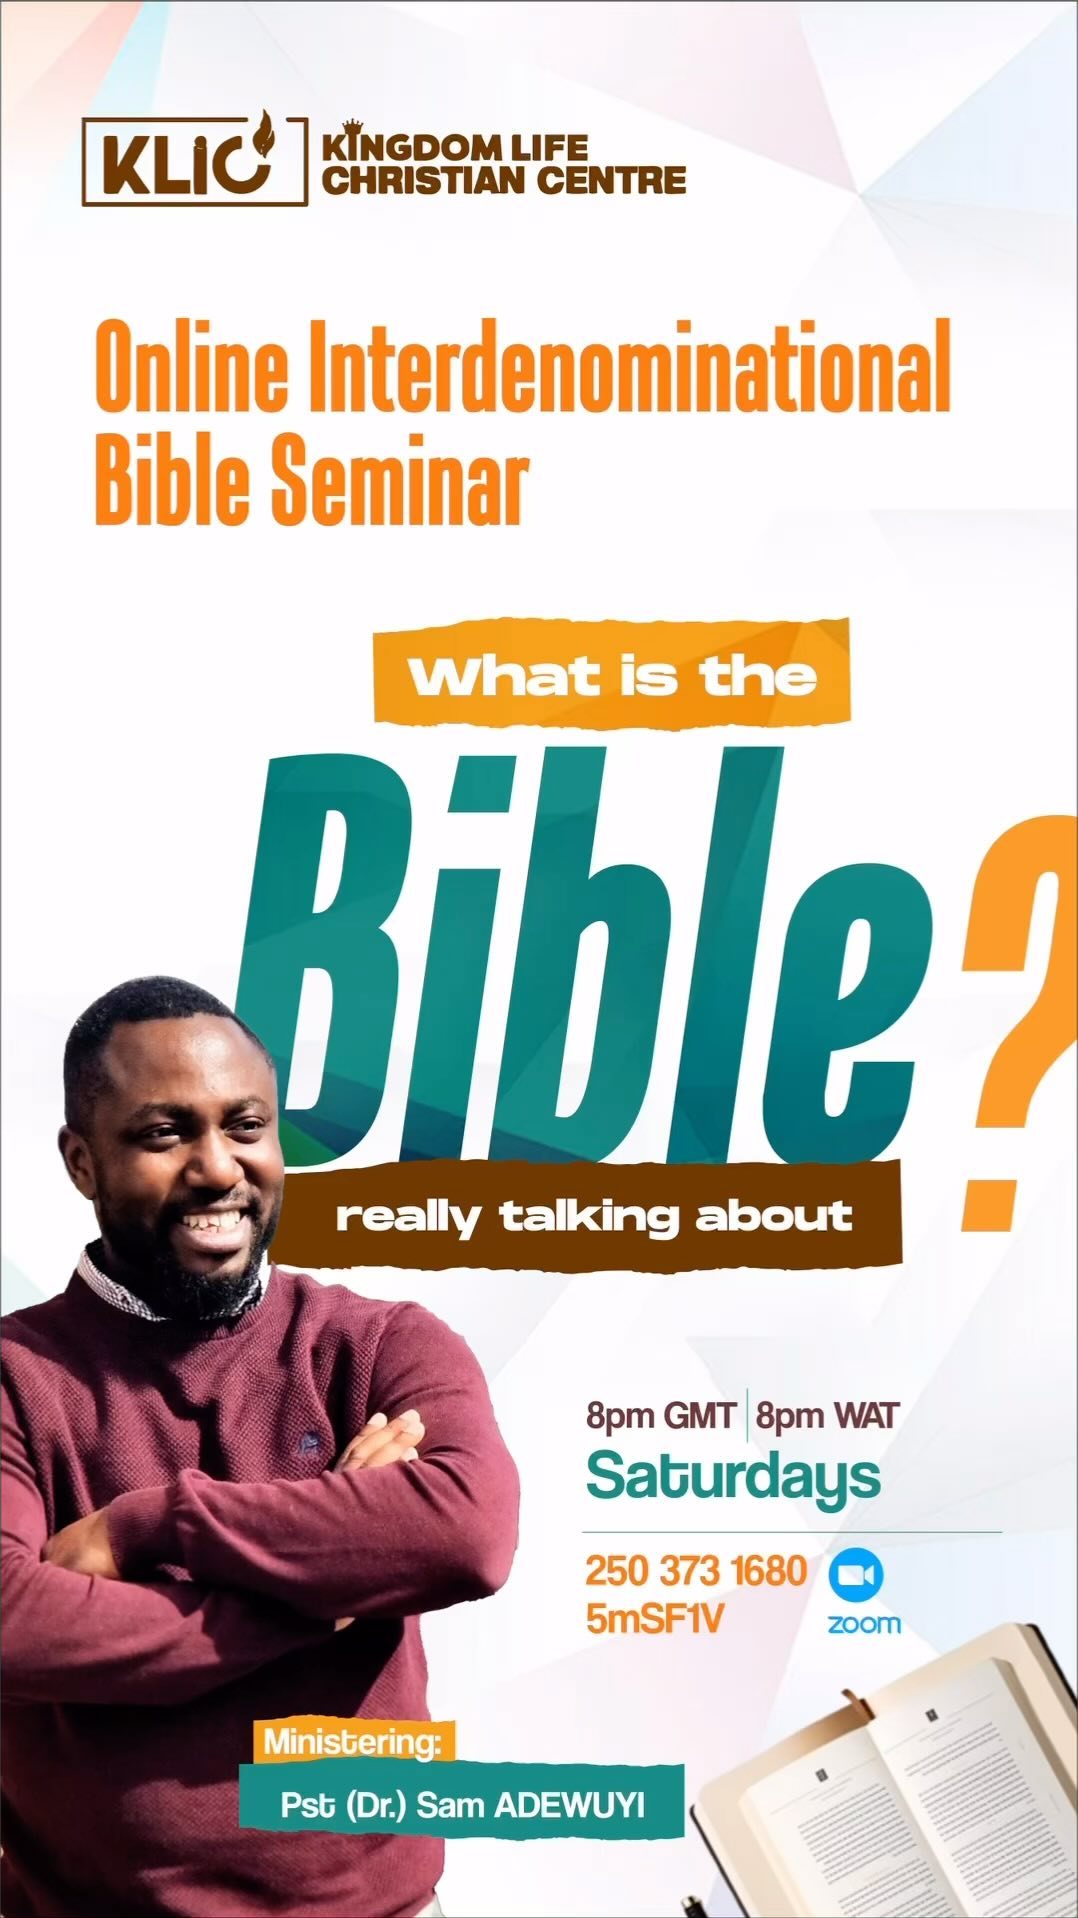 KLiC
KINGDOM LIFE
CHRISTIAN CENTRE
Online Interdenominational
Bible Seminar
What is the
Bible?
really talking about
8pm GMT | 8pm WAT
Saturdays
250 373 1680
5mSF1V
zoom
Ministering:
Pst (Dr.) Sam ADEWUYI